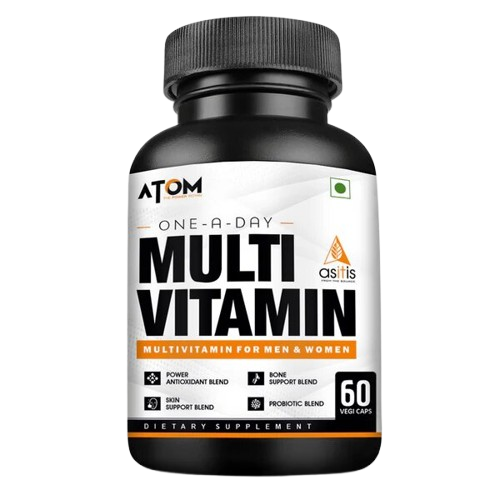 ATOM
ONE-A-DAY
MULTI
VITAMIN
asitis
MULTIVITAMIN FOR MEN & WOMEN
POWER
ANTIOXIDANT BLEND
BONE
SUPPORT BLEND
SKIN
SUPPORT BLEND
PROBIOTIC BLEND
60
VEGI CAPS
DIETARY SUPPLEMENT